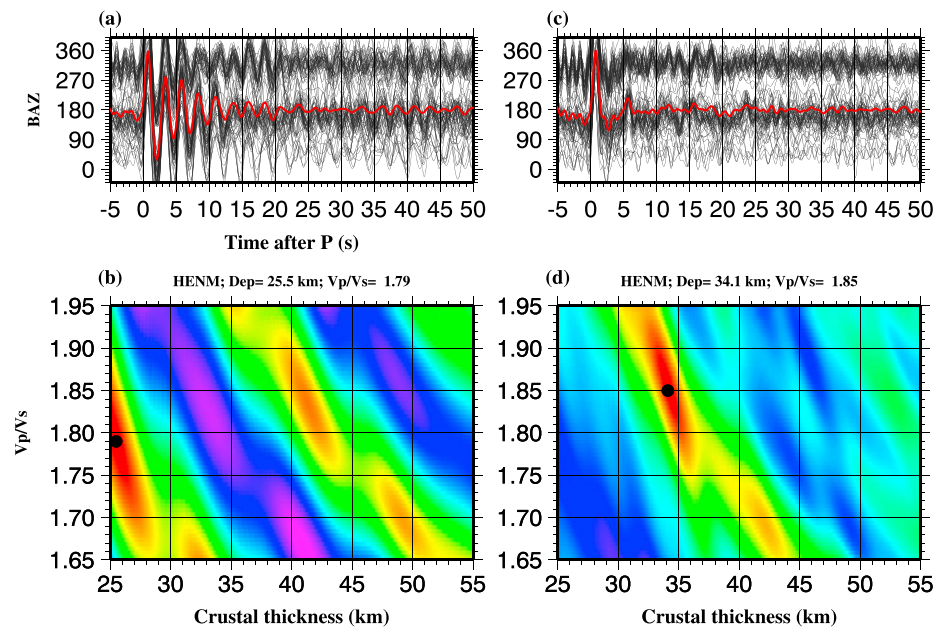 (a)
(c)
BAZ
360
270
180
90
0
-5 0 5 10 15 20 25 30 35 40 45 50
-5 0 5 10 15 20 25 30 35 40 45 50
Time after P (s)
(b)
HENM; Dep= 25.5 km; Vp/Vs= 1.79
(d)
HENM; Dep= 34.1 km; Vp/Vs= 1.85
360
270
180
90
0
Vp/Vs
1.95
1.90
1.85
1.80
1.75
1.70
1.65
1.95
1.90
1.85
1.80
1.75
1.70
1.65
25 30 35 40 45 50 55
25 30 35 40 45 50 55
Crustal thickness (km)
Crustal thickness (km)